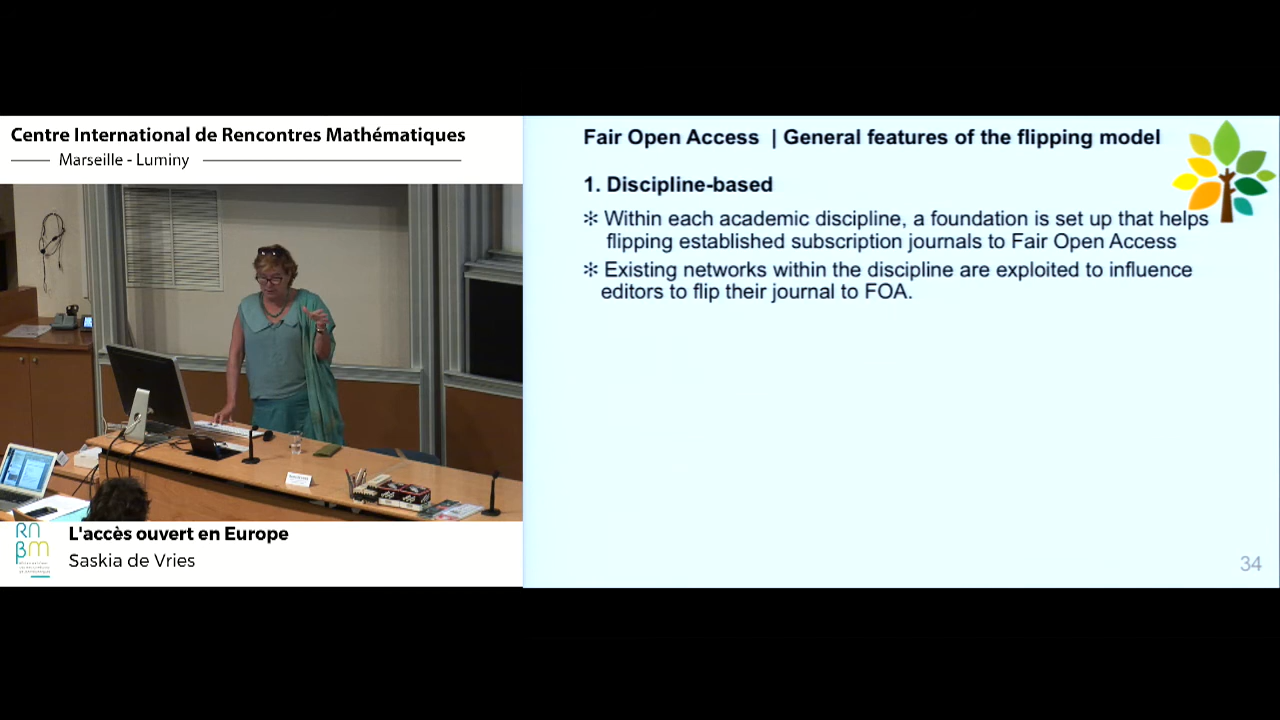 Centre International de Rencontres Mathématiques
Marseille - Luminy
Fair Open Access | General features of the flipping model
1. Discipline-based
✻ Within each academic discipline, a foundation is set up that helps
flipping established subscription journals to Fair Open Access
✻ Existing networks within the discipline are exploited to influence
editors to flip their journal to FOA.
34
RN
βm
L'accès ouvert en Europe
Saskia de Vries